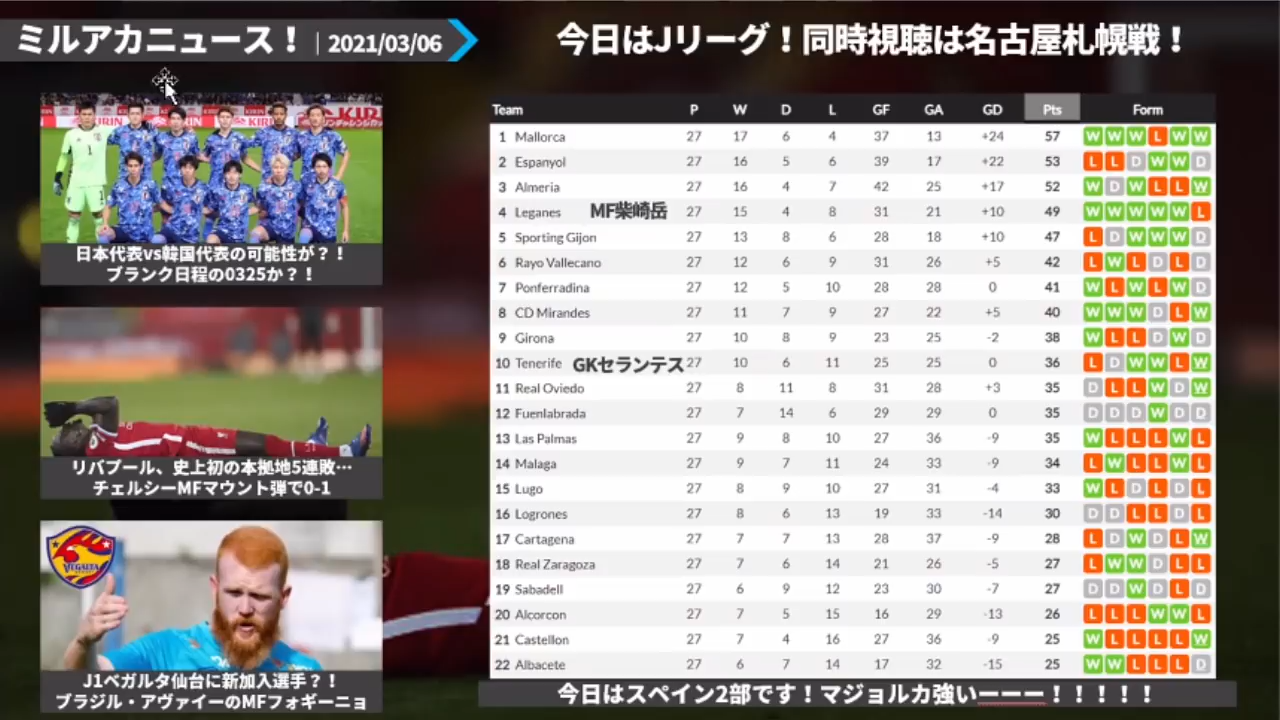 ミルアカニュース！｜2021/03/06
今日はJリーグ！同時視聴は名古屋札幌戦！
KIRIN
日本代表vs韓国代表の可能性が？！
ブランク日程の0325か？！
リバプール、史上初の本拠地5連敗…
チェルシーMFマウント弾で0-1
VEGALTA
J1ベガルタ仙台に新加入選手？！
ブラジル・アヴァイーのMFフォギーニョ
Team P W D L GF GA GD Pts Form
1 Mallorca 27 17 6 4 37 13 +24 57 W W W L W W
2 Espanyol 27 16 5 6 39 17 +22 53 L L D W W D
3 Almeria 27 16 4 7 42 25 +17 52 W D W L L W
4 Leganes MF柴崎岳 27 15 4 8 31 21 +10 49 W W W W W L
5 Sporting Gijon 27 13 8 6 28 18 +10 47 L D W W W D
6 Rayo Vallecano 27 12 6 9 31 26 +5 42 L W L D L D
7 Ponferradina 27 12 5 10 28 28 0 41 W L W L W D
8 CD Mirandes 27 11 7 9 27 22 +5 40 W W W D L W
9 Girona 27 10 8 9 23 25 -2 38 W L L D W D
10 Tenerife GKセランテス 27 10 6 11 25 25 0 36 L D W W L W
11 Real Oviedo 27 8 11 8 31 28 +3 35 D L L W D W
12 Fuenlabrada 27 7 14 6 29 29 0 35 D D D W D D
13 Las Palmas 27 9 8 10 27 36 -9 35 W L L L W L
14 Malaga 27 9 7 11 24 33 -9 34 L W L L W L
15 Lugo 27 8 9 10 27 31 -4 33 W L D L D L
16 Logrones 27 8 6 13 19 33 -14 30 D D L L D L
17 Cartagena 27 7 7 13 28 37 -9 28 L D W D L W
18 Real Zaragoza 27 7 6 14 21 26 -5 27 L W W D L L
19 Sabadell 27 6 9 12 23 30 -7 27 D D W D L D
20 Alcorcon 27 7 5 15 16 29 -13 26 L L L W W L
21 Castellon 27 7 4 16 27 36 -9 25 W L L L L W
22 Albacete 27 6 7 14 17 32 -15 25 W W L L L D
今日はスペイン2部です！マジョルカ強いーーー！！！！！